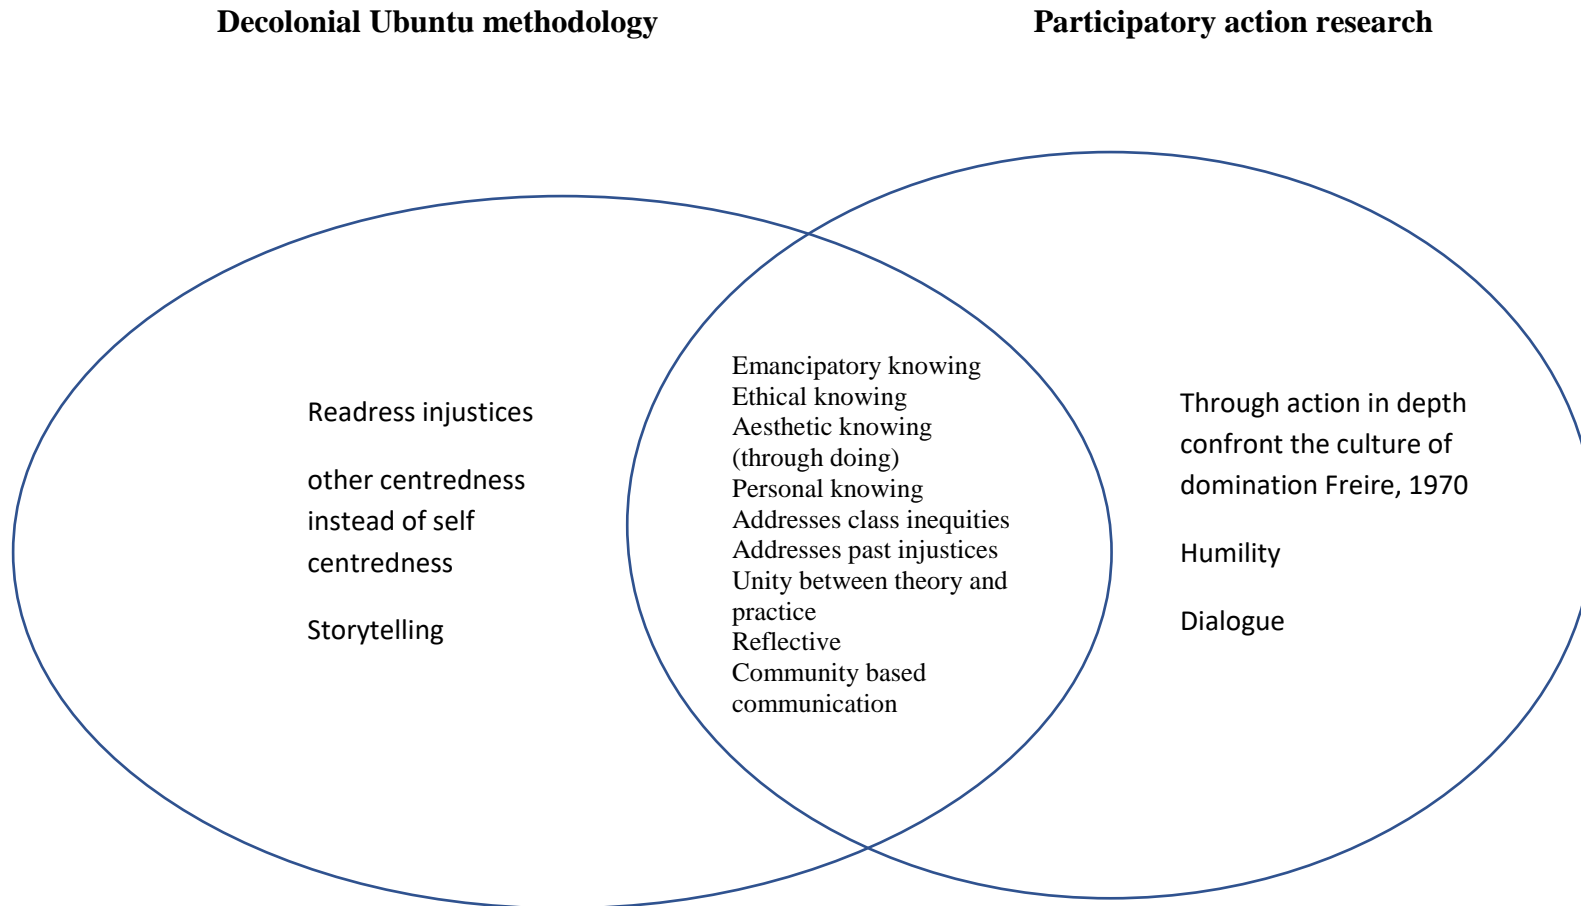 Decolonial Ubuntu methodology
Participatory action research
Readress injustices
other centredness
instead of self
centredness
Storytelling
Emancipatory knowing
Ethical knowing
Aesthetic knowing
(through doing)
Personal knowing
Addresses class inequities
Addresses past injustices
Unity between theory and
practice
Reflective
Community based
communication
Through action in depth
confront the culture of
domination Freire, 1970
Humility
Dialogue